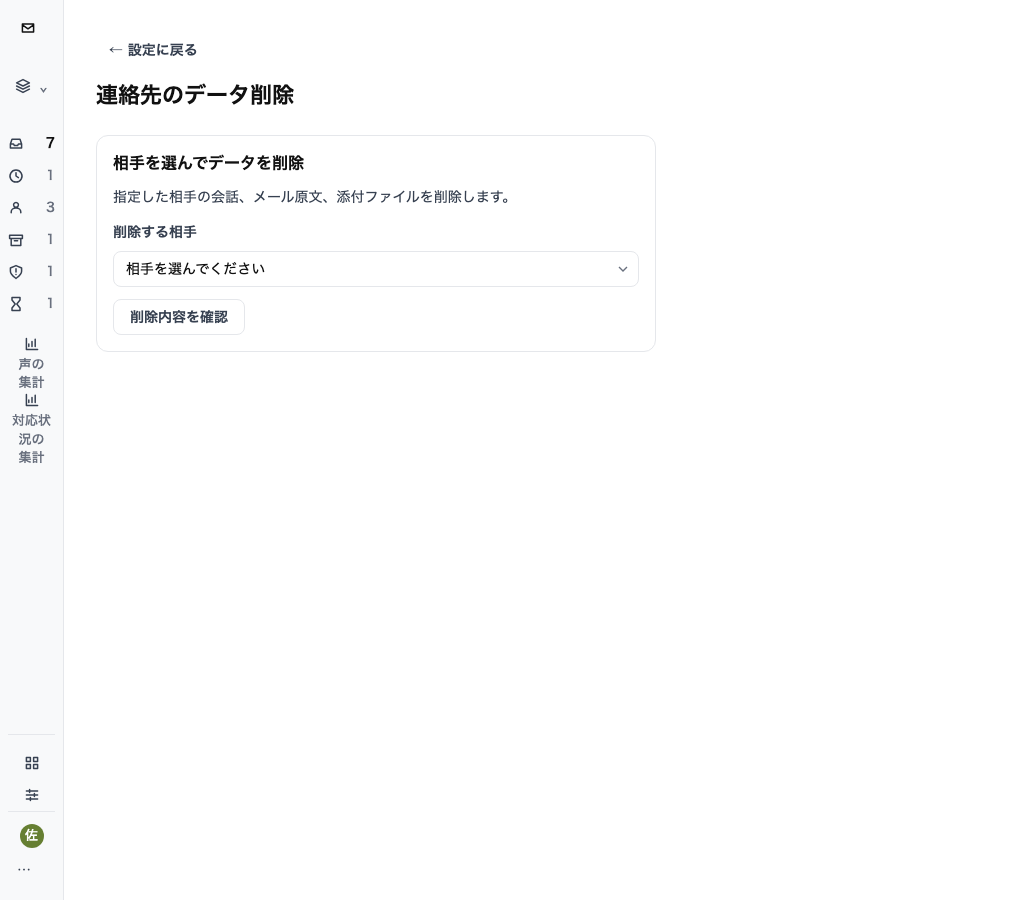 ← 設定に戻る
連絡先のデータ削除
相手を選んでデータを削除
指定した相手の会話、メール原文、添付ファイルを削除します。
削除する相手
相手を選んでください
削除内容を確認
7
1
3
1
1
1
声の
集計
対応状
況の
集計
佐
…